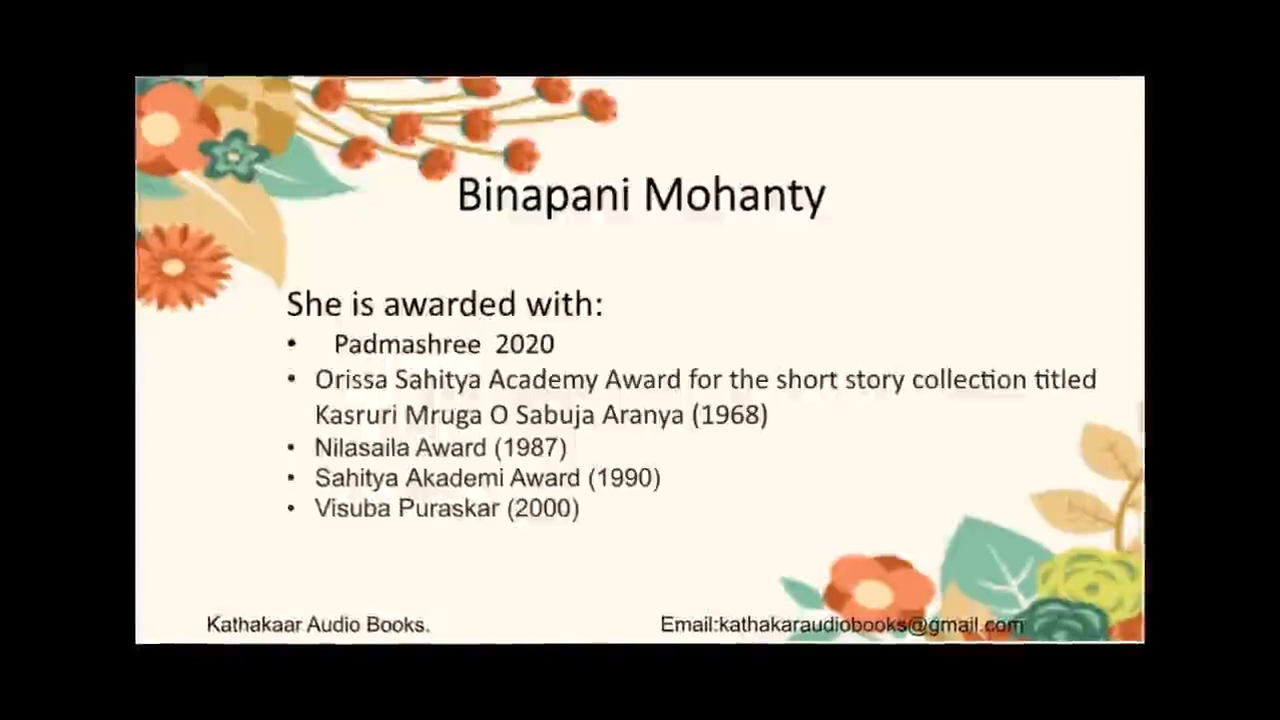 Binapani Mohanty
She is awarded with:
• Padmashree 2020
• Orissa Sahitya Academy Award for the short story collection titled
Kasruri Mruga O Sabuja Aranya (1968)
• Nilasaila Award (1987)
• Sahitya Akademi Award (1990)
• Visuba Puraskar (2000)
Kathakaar Audio Books.
Email:kathakaraudiobooks@gmail.com